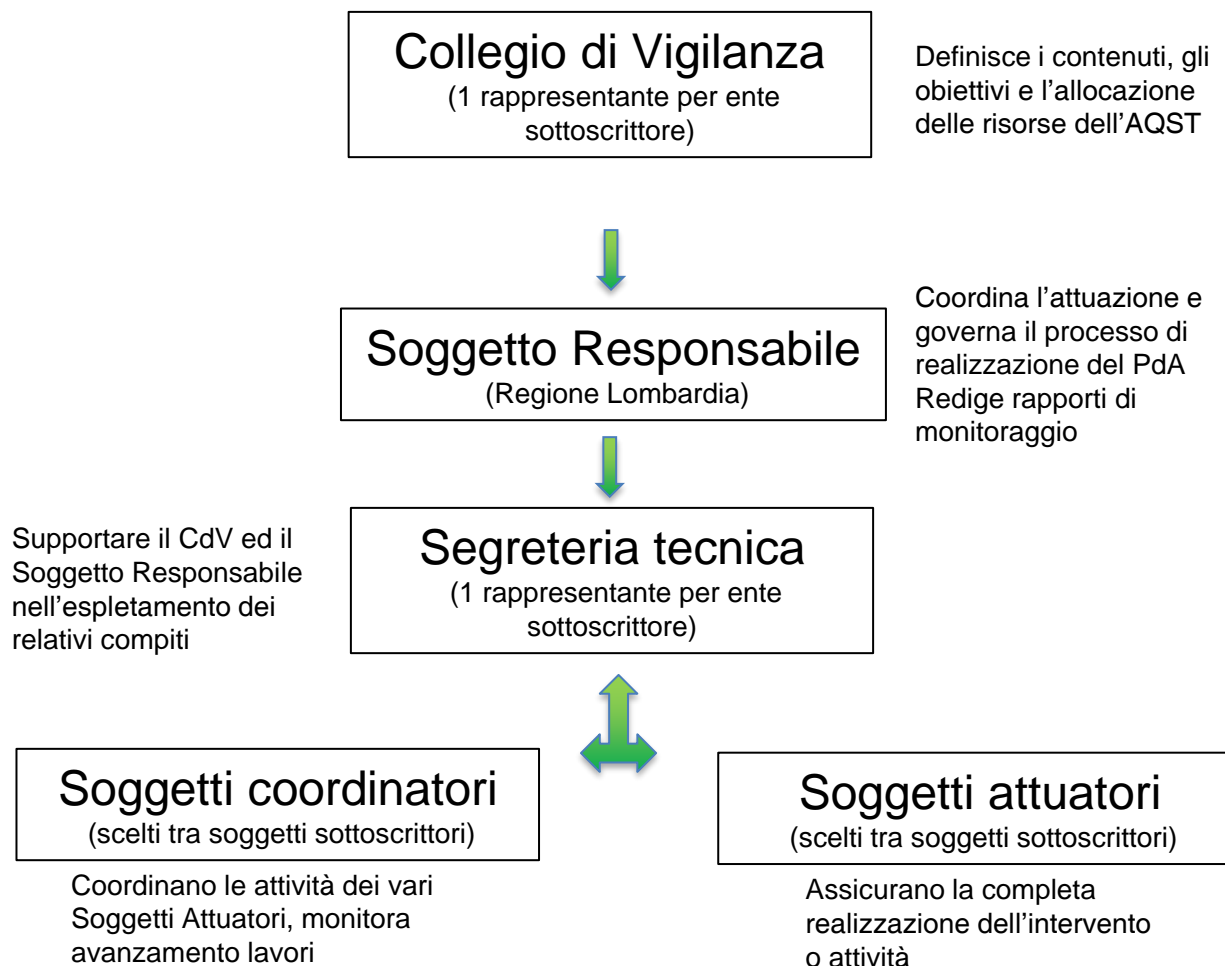 Collegio di Vigilanza
(1 rappresentante per ente
sottoscrittore)
Definisce i contenuti, gli
obiettivi e l’allocazione
delle risorse dell’AQST
Soggetto Responsabile
(Regione Lombardia)
Coordina l’attuazione e
governa il processo di
realizzazione del PdA
Redige rapporti di
monitoraggio
Segreteria tecnica
(1 rappresentante per ente
sottoscrittore)
Supportare il CdV ed il
Soggetto Responsabile
nell’espletamento dei
relativi compiti
Soggetti coordinatori
(scelti tra soggetti sottoscrittori)
Coordinano le attività dei vari
Soggetti Attuatori, monitora
avanzamento lavori
Soggetti attuatori
(scelti tra soggetti sottoscrittori)
Assicurano la completa
realizzazione dell’intervento
o attività